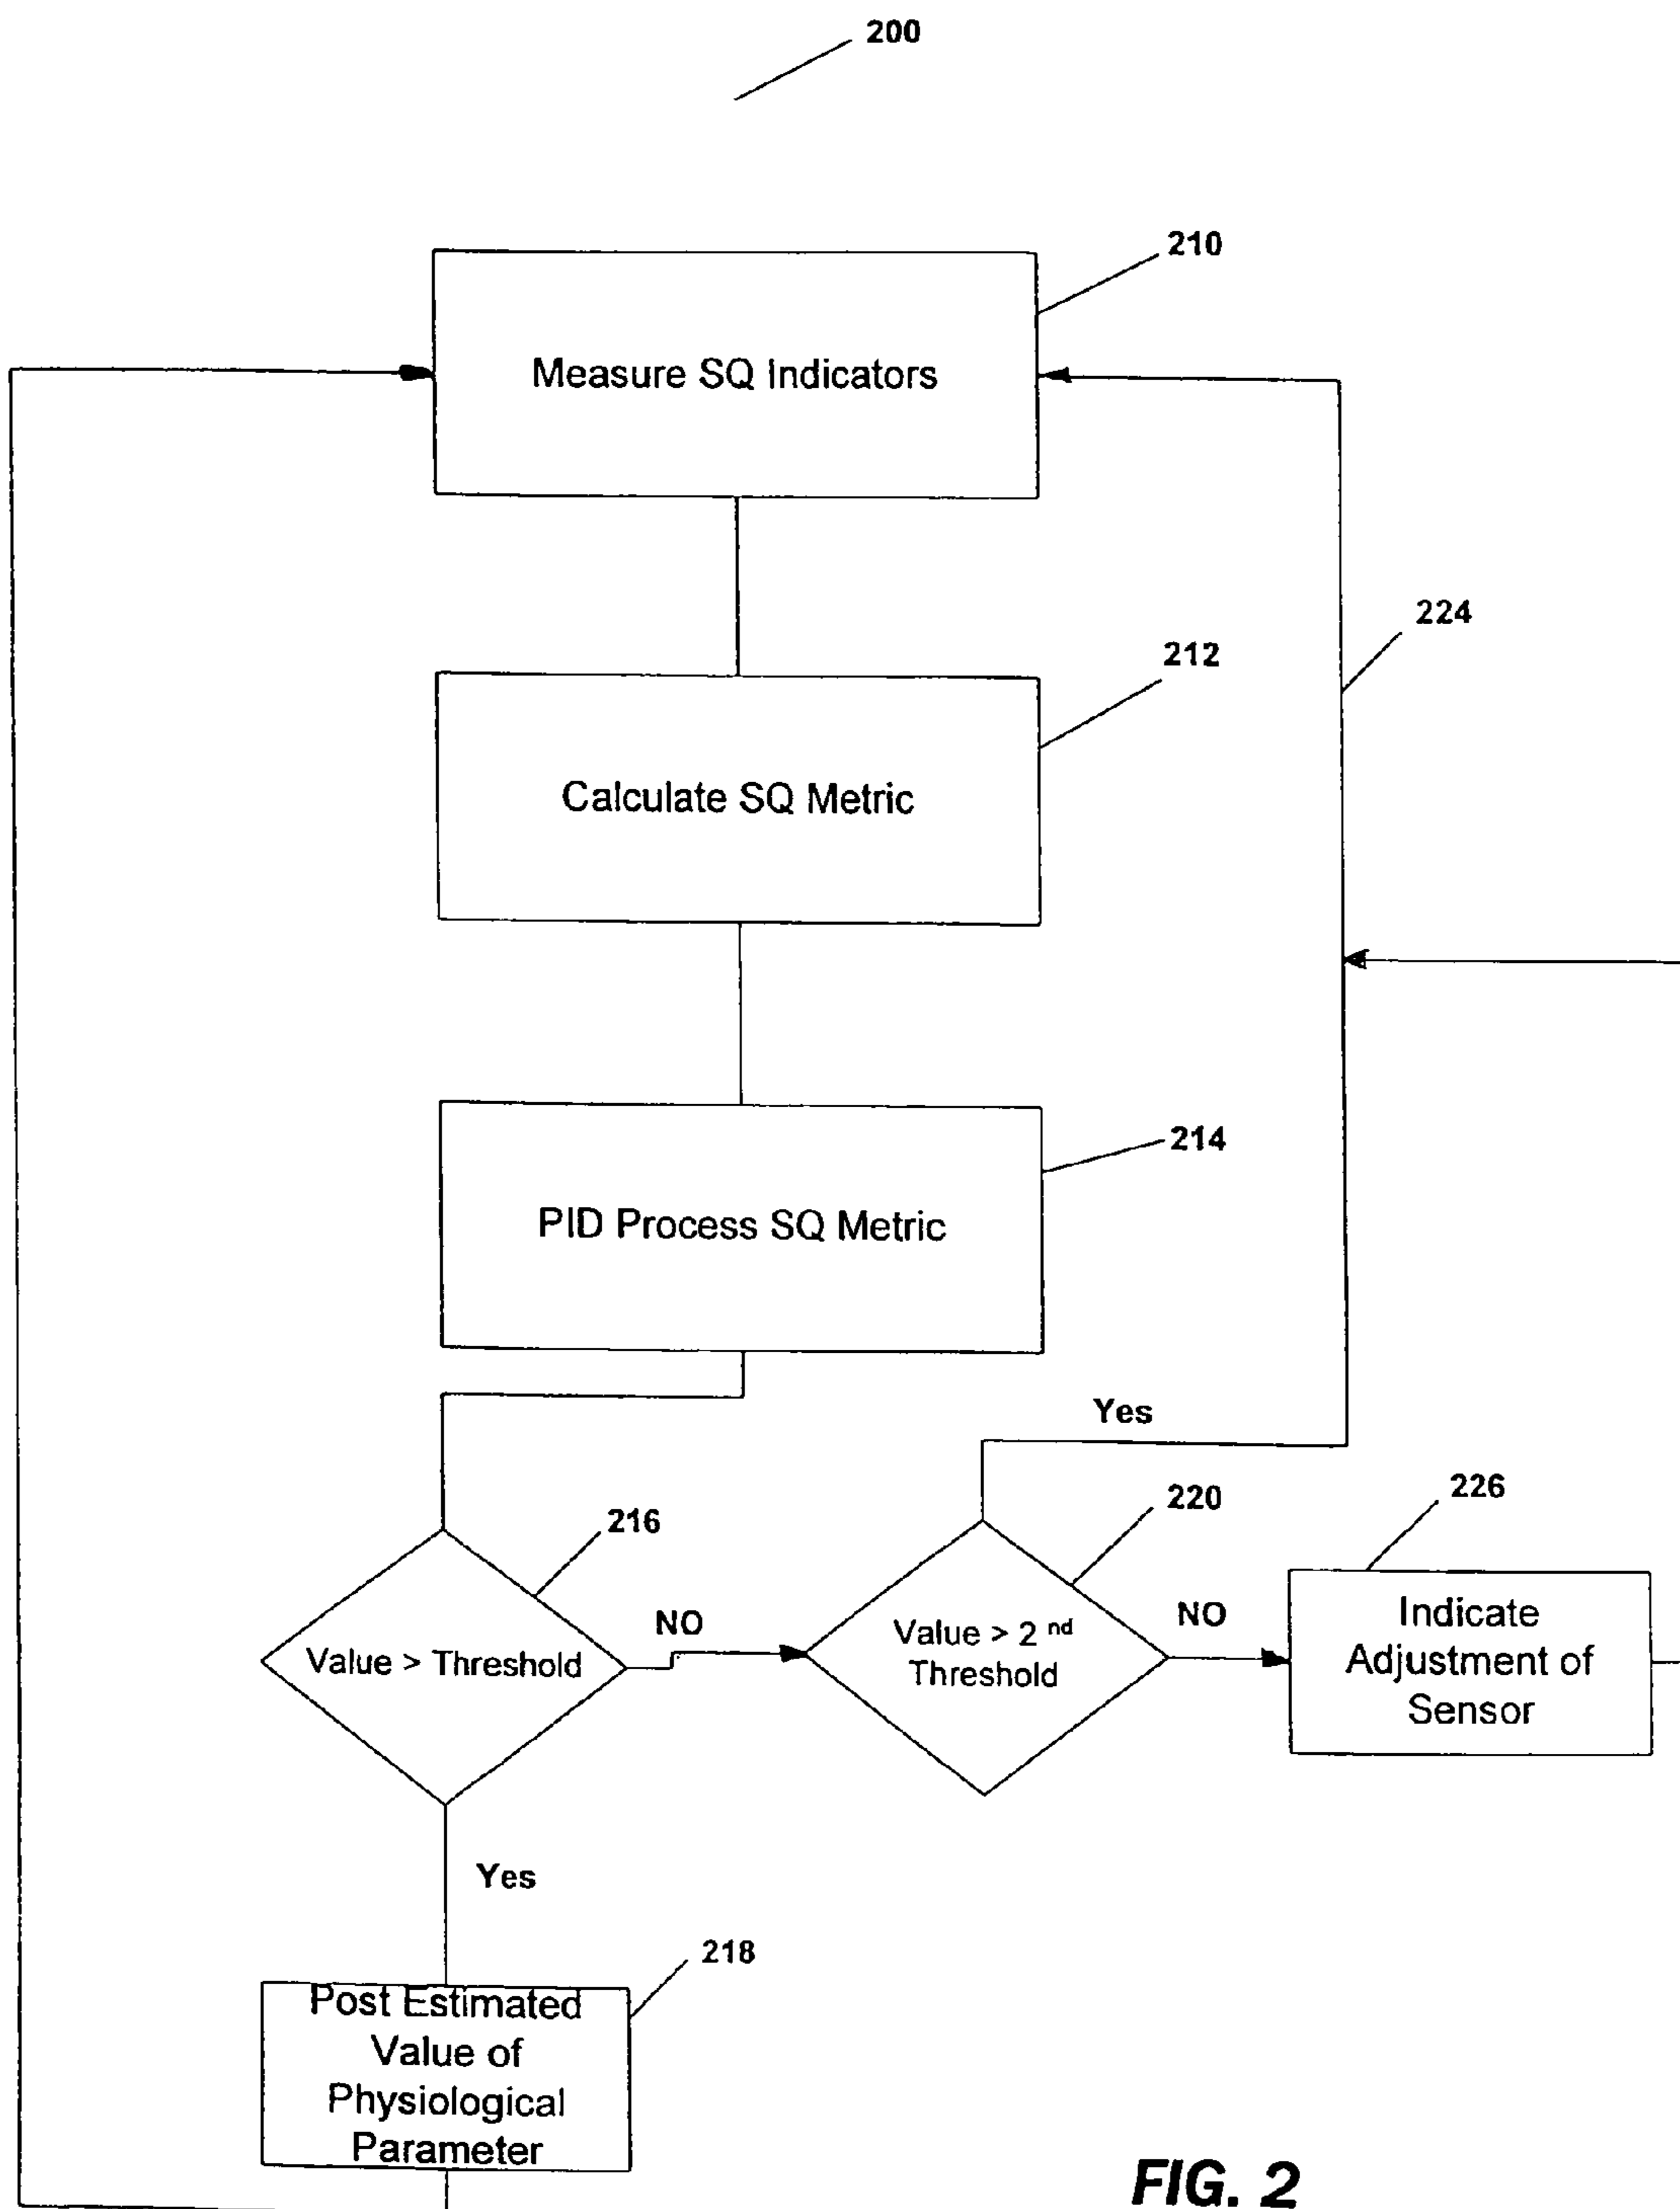 200
210
Measure SQ Indicators
224
212
Calculate SQ Metric
214
PID Process SQ Metric
Yes
226
220
216
NO
NO
Value > Threshold
Value > 2 nd
Threshold
Indicate
Adjustment of
Sensor
Yes
218
Post Estimated
Value of
Physiological
Parameter
FIG. 2